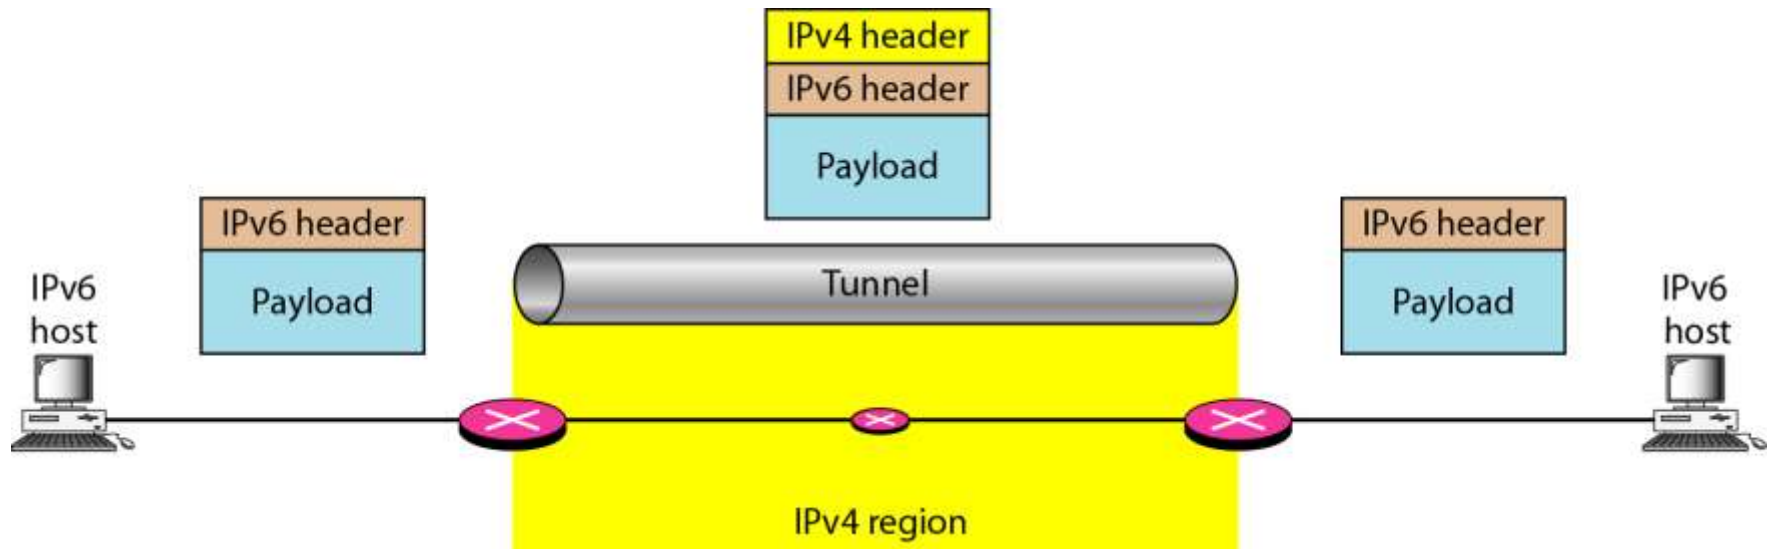 IPv4 header
IPv6 header
Payload
IPv6 header
Payload
IPv6 header
Payload
IPv6
host
Tunnel
IPv6
host
IPv4 region